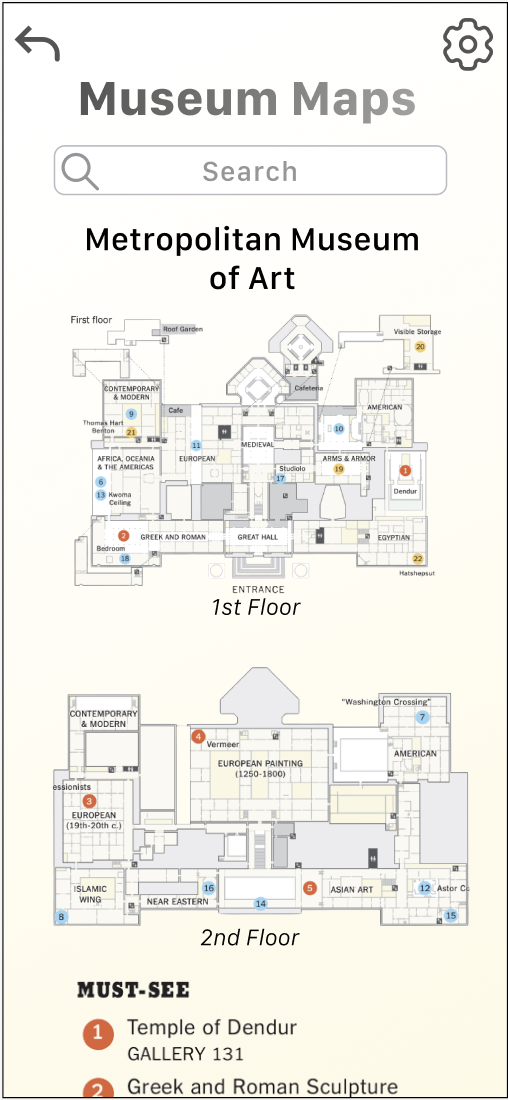 Museum Maps
Search
Metropolitan Museum
of Art
First floor
Roof Garden
Visible Storage
20
Cafeteria
CONTEMPORARY
& MODERN
AMERICAN
9
Cafe
Thomas Hart
Benton
21
10
11
MEDIEVAL
AFRICA, OCEANIA
& THE AMERICAS
EUROPEAN
ARMS & ARMOR
Studiolo
19
1
6
17
13
Kwoma
Ceiling
Dendur
2
GREEK AND ROMAN
GREAT HALL
EGYPTIAN
Bedroom
18
22
Hatshepsut
ENTRANCE
1st Floor
"Washington Crossing"
CONTEMPORARY
& MODERN
7
4
Vermeer
AMERICAN
EUROPEAN PAINTING
(1250-1800)
essionists
3
EUROPEAN
(19th-20th c.)
ISLAMIC
WING
16
5
ASIAN ART
12
Astor Co
NEAR EASTERN
14
8
15
2nd Floor
MUST-SEE
1
Temple of Dendur
GALLERY 131
2
Greek and Roman Sculpture